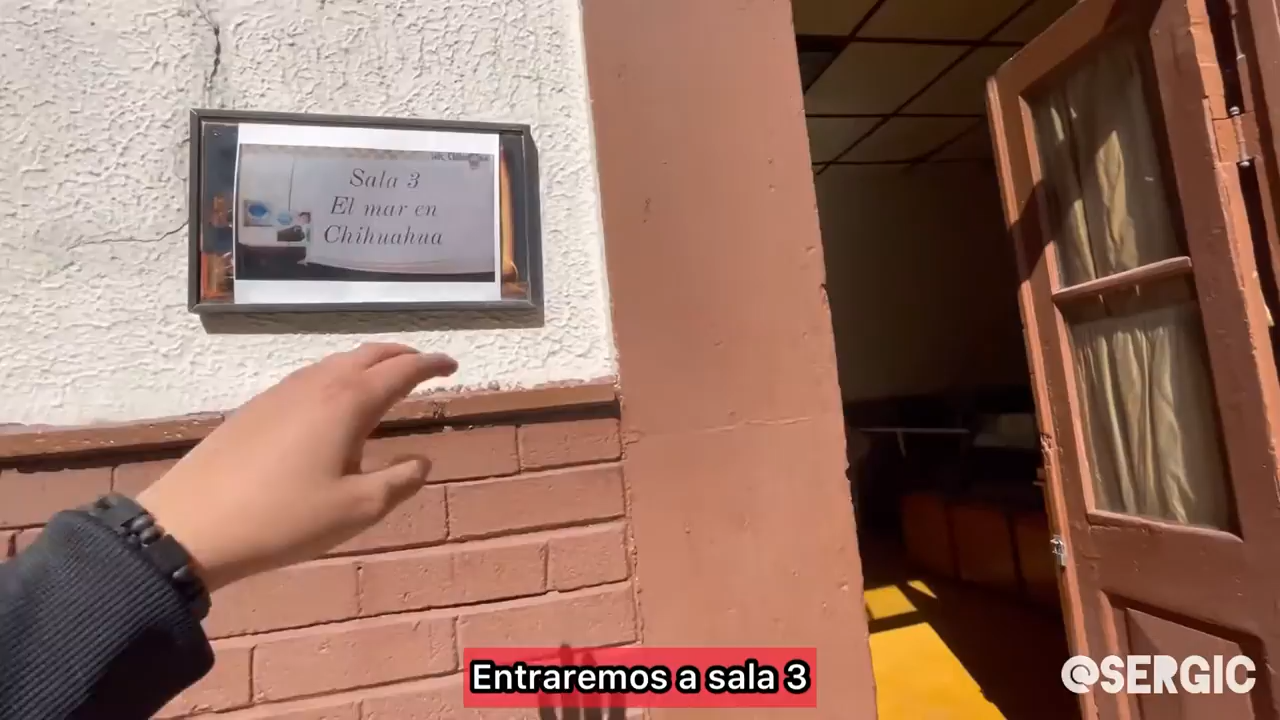 Sala 3
El mar en
Chihuahua
Entraremos a sala 3
@SERGIC